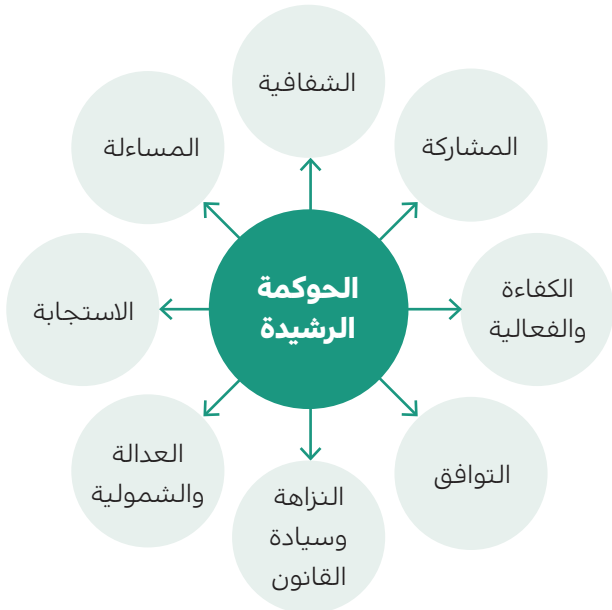 الشفافية
المشاركة
المساءلة
الحوكمة
الرشيدة
الكفاءة
والفعالية
الاستجابة
التوافق
العدالة
والشمولية
النزاهة
وسيادة
القانون